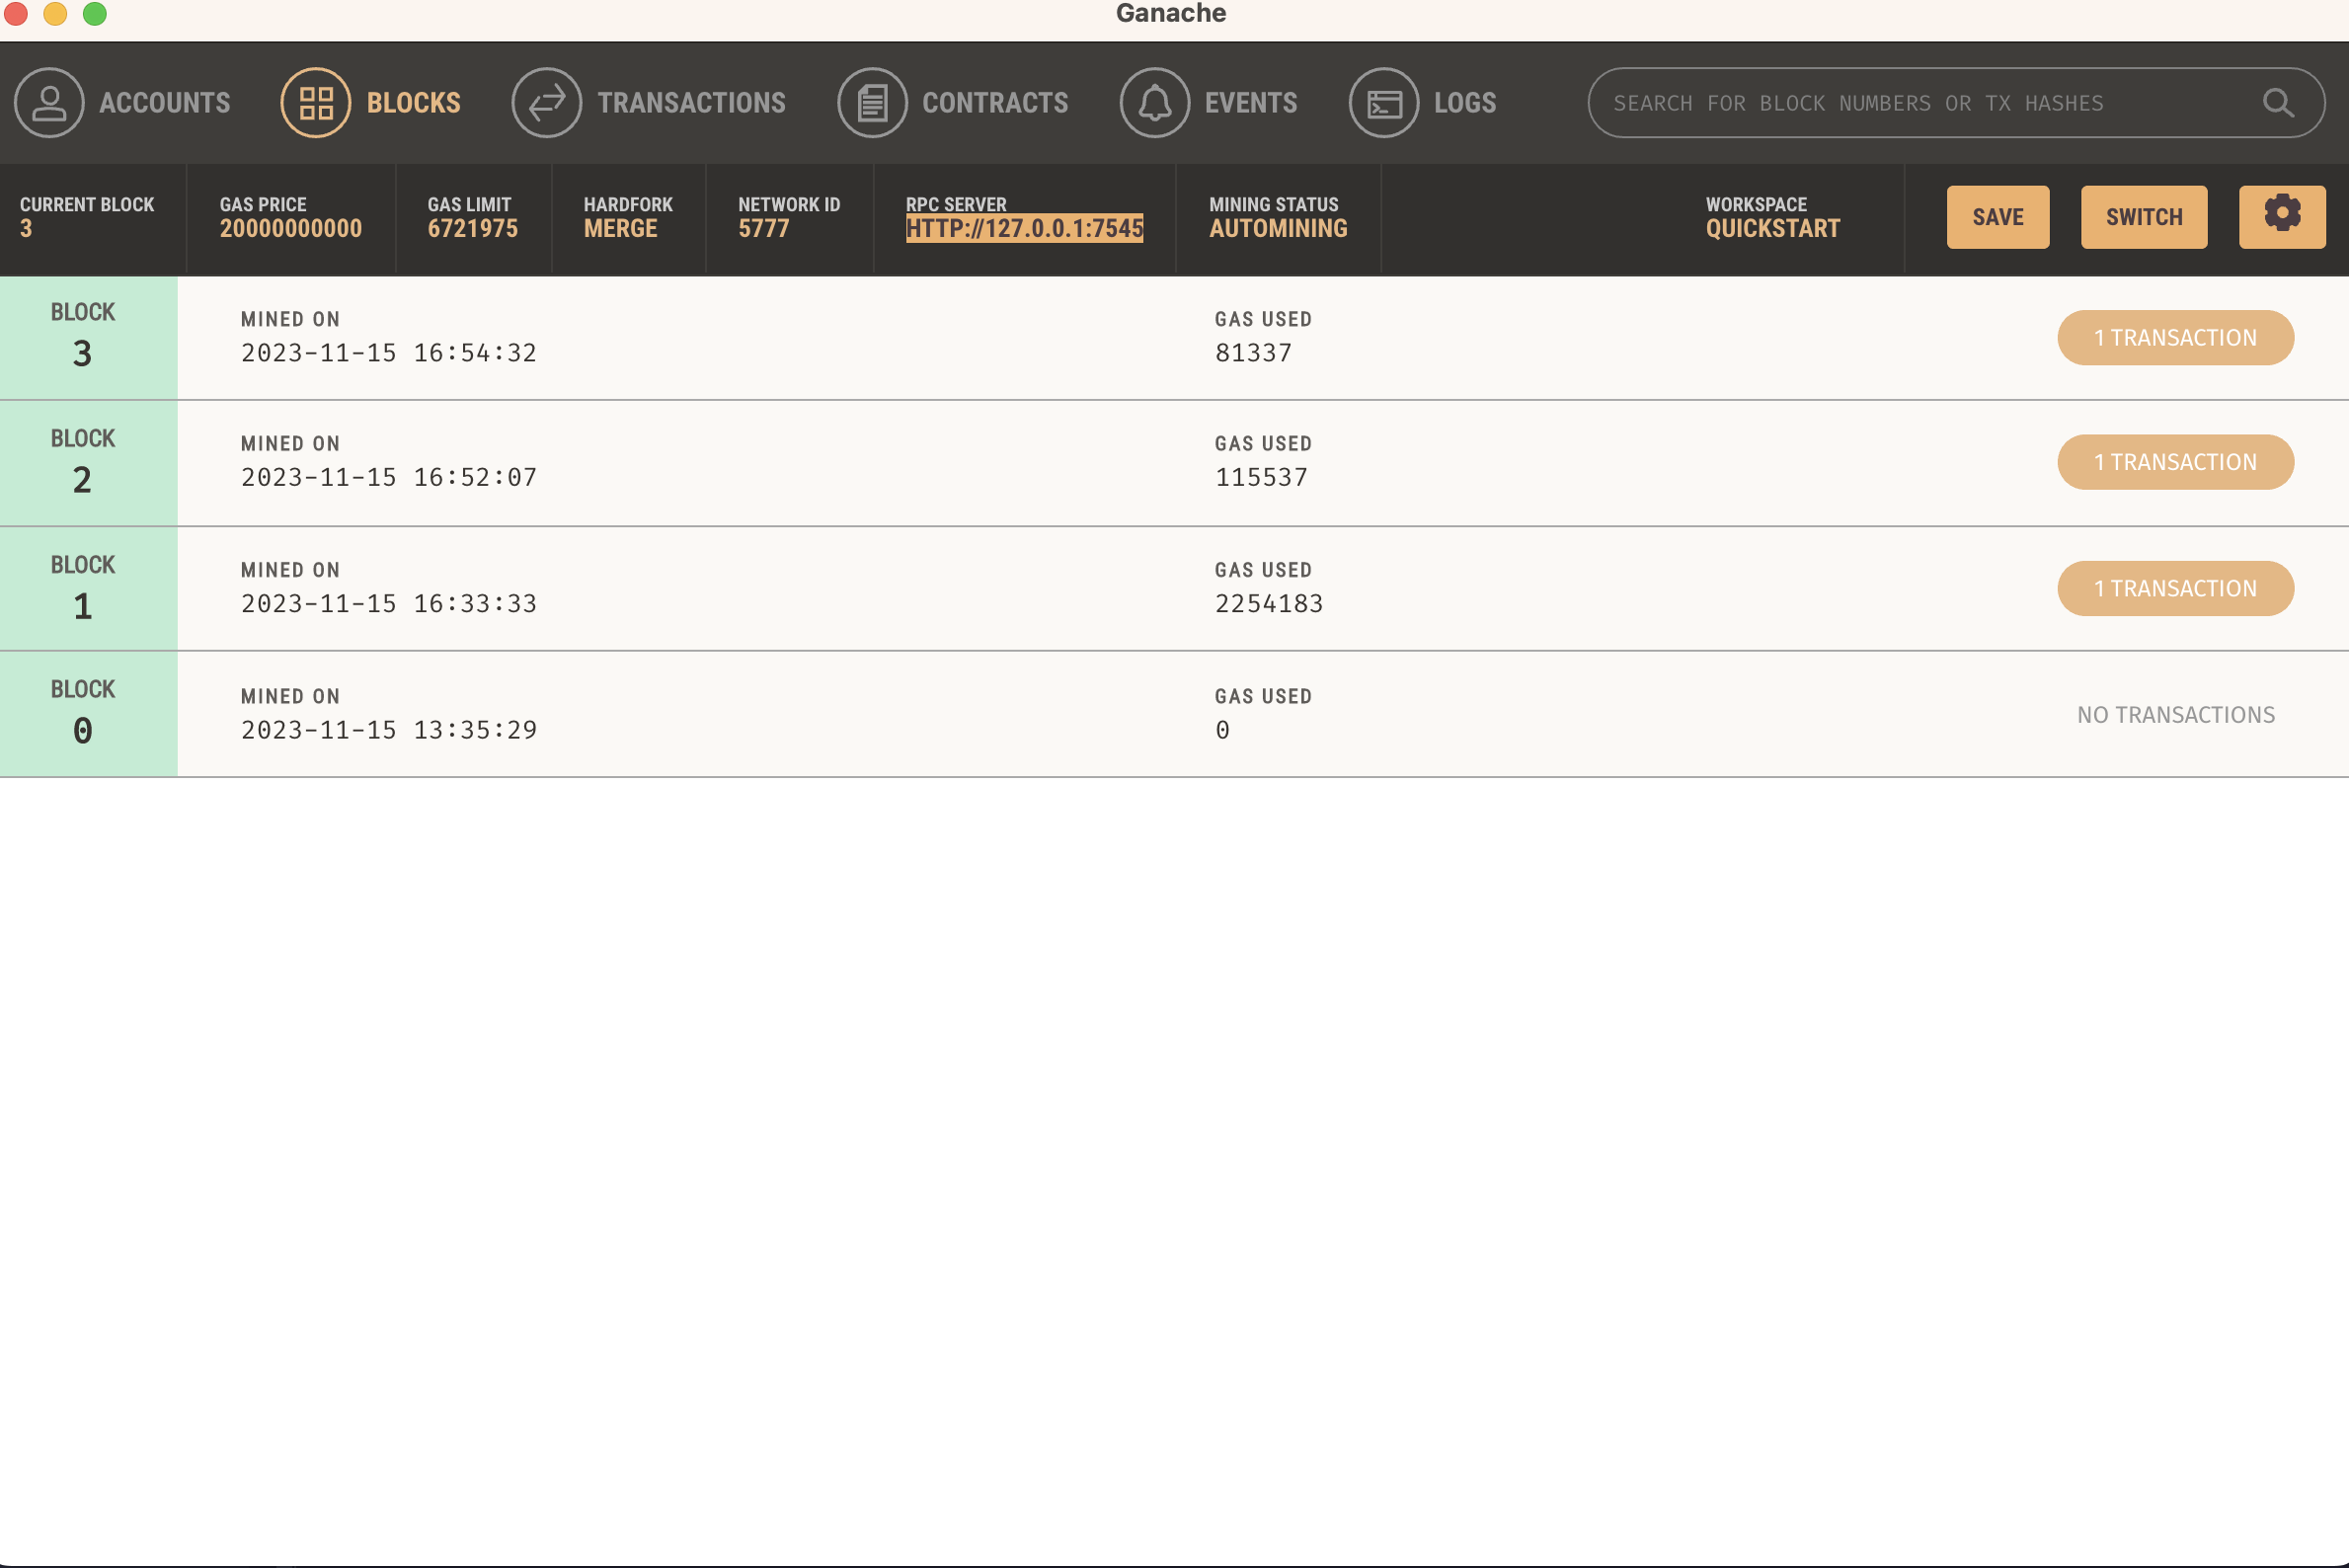 Ganache
ACCOUNTS BLOCKS TRANSACTIONS CONTRACTS EVENTS LOGS SEARCH FOR BLOCK NUMBERS OR TX HASHES
CURRENT BLOCK GAS PRICE GAS LIMIT HARDFORK NETWORK ID RPC SERVER MINING STATUS WORKSPACE
3 20000000000 6721975 MERGE 5777 HTTP://127.0.0.1:7545 AUTOMINING QUICKSTART SAVE SWITCH
BLOCK MINED ON GAS USED
3 2023-11-15 16:54:32 81337 1 TRANSACTION
BLOCK MINED ON GAS USED
2 2023-11-15 16:52:07 115537 1 TRANSACTION
BLOCK MINED ON GAS USED
1 2023-11-15 16:33:33 2254183 1 TRANSACTION
BLOCK MINED ON GAS USED
0 2023-11-15 13:35:29 0 NO TRANSACTIONS